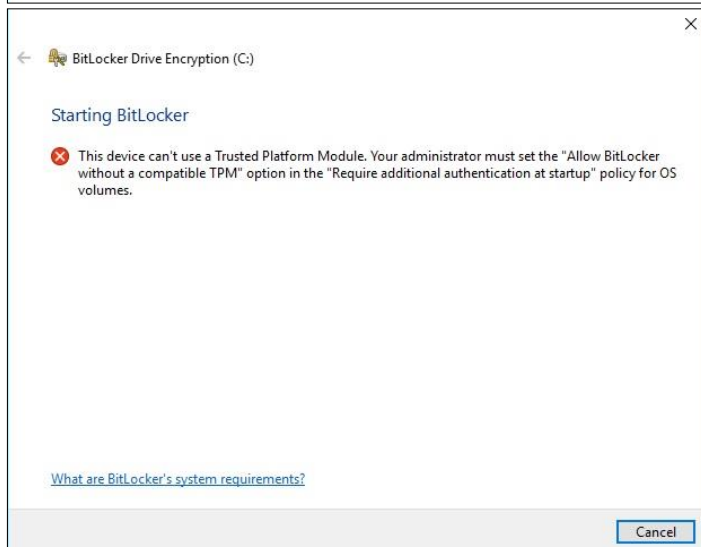 BitLocker Drive Encryption (C:)
Starting BitLocker
This device can't use a Trusted Platform Module. Your administrator must set the "Allow BitLocker
without a compatible TPM" option in the "Require additional authentication at startup" policy for OS
volumes.
What are BitLocker's system requirements?
Cancel